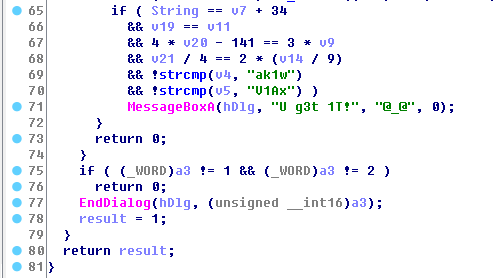 65 if ( String == v7 + 34
66 && v19 == v11
67 && 4 * v20 - 141 == 3 * v9
68 && v21 / 4 == 2 * (v14 / 9)
69 && !strcmp(v4, "ak1w")
70 && !strcmp(v5, "V1Ax") )
71 MessageBoxA(hDlg, "U g3t 1T!", "@_@", 0);
72 }
73 return 0;
74 }
75 if ( (_WORD)a3 != 1 && (_WORD)a3 != 2 )
76 return 0;
77 EndDialog(hDlg, (unsigned __int16)a3);
78 result = 1;
79 }
80 return result;
81 }